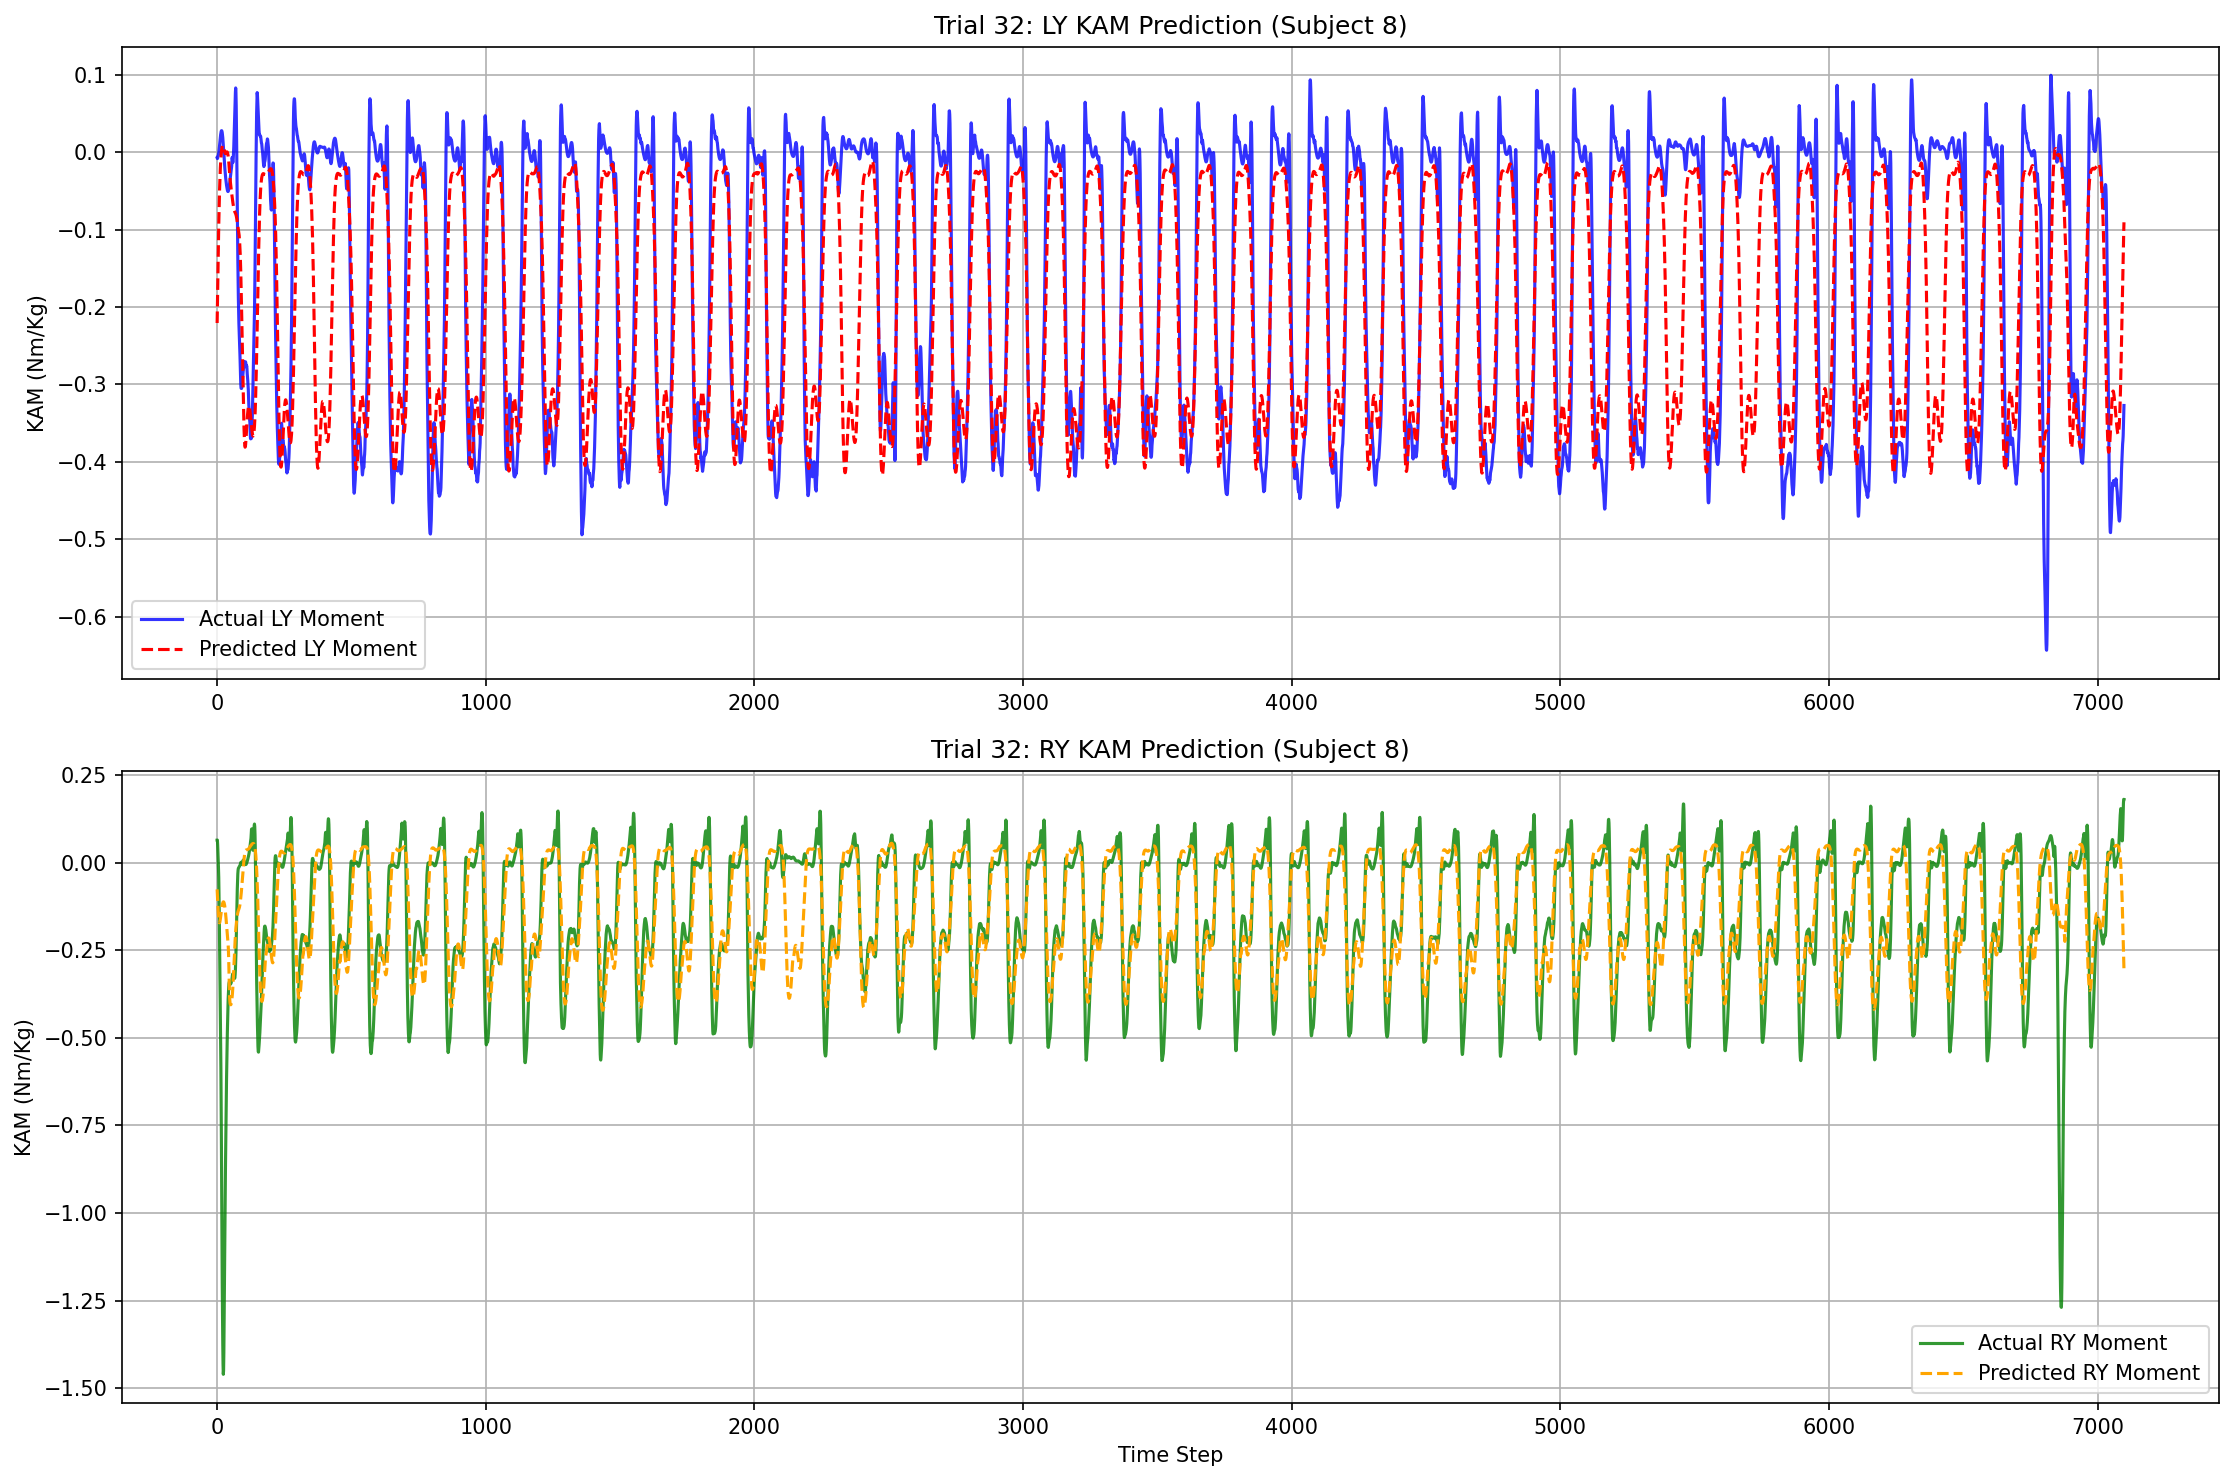 Trial 32: LY KAM Prediction (Subject 8)
KAM (Nm/Kg)
0.1
0.0
−0.1
−0.2
−0.3
−0.4
−0.5
−0.6
Actual LY Moment
Predicted LY Moment
0 1000 2000 3000 4000 5000 6000 7000
Trial 32: RY KAM Prediction (Subject 8)
KAM (Nm/Kg)
0.25
0.00
−0.25
−0.50
−0.75
−1.00
−1.25
−1.50
Actual RY Moment
Predicted RY Moment
0 1000 2000 3000 4000 5000 6000 7000
Time Step